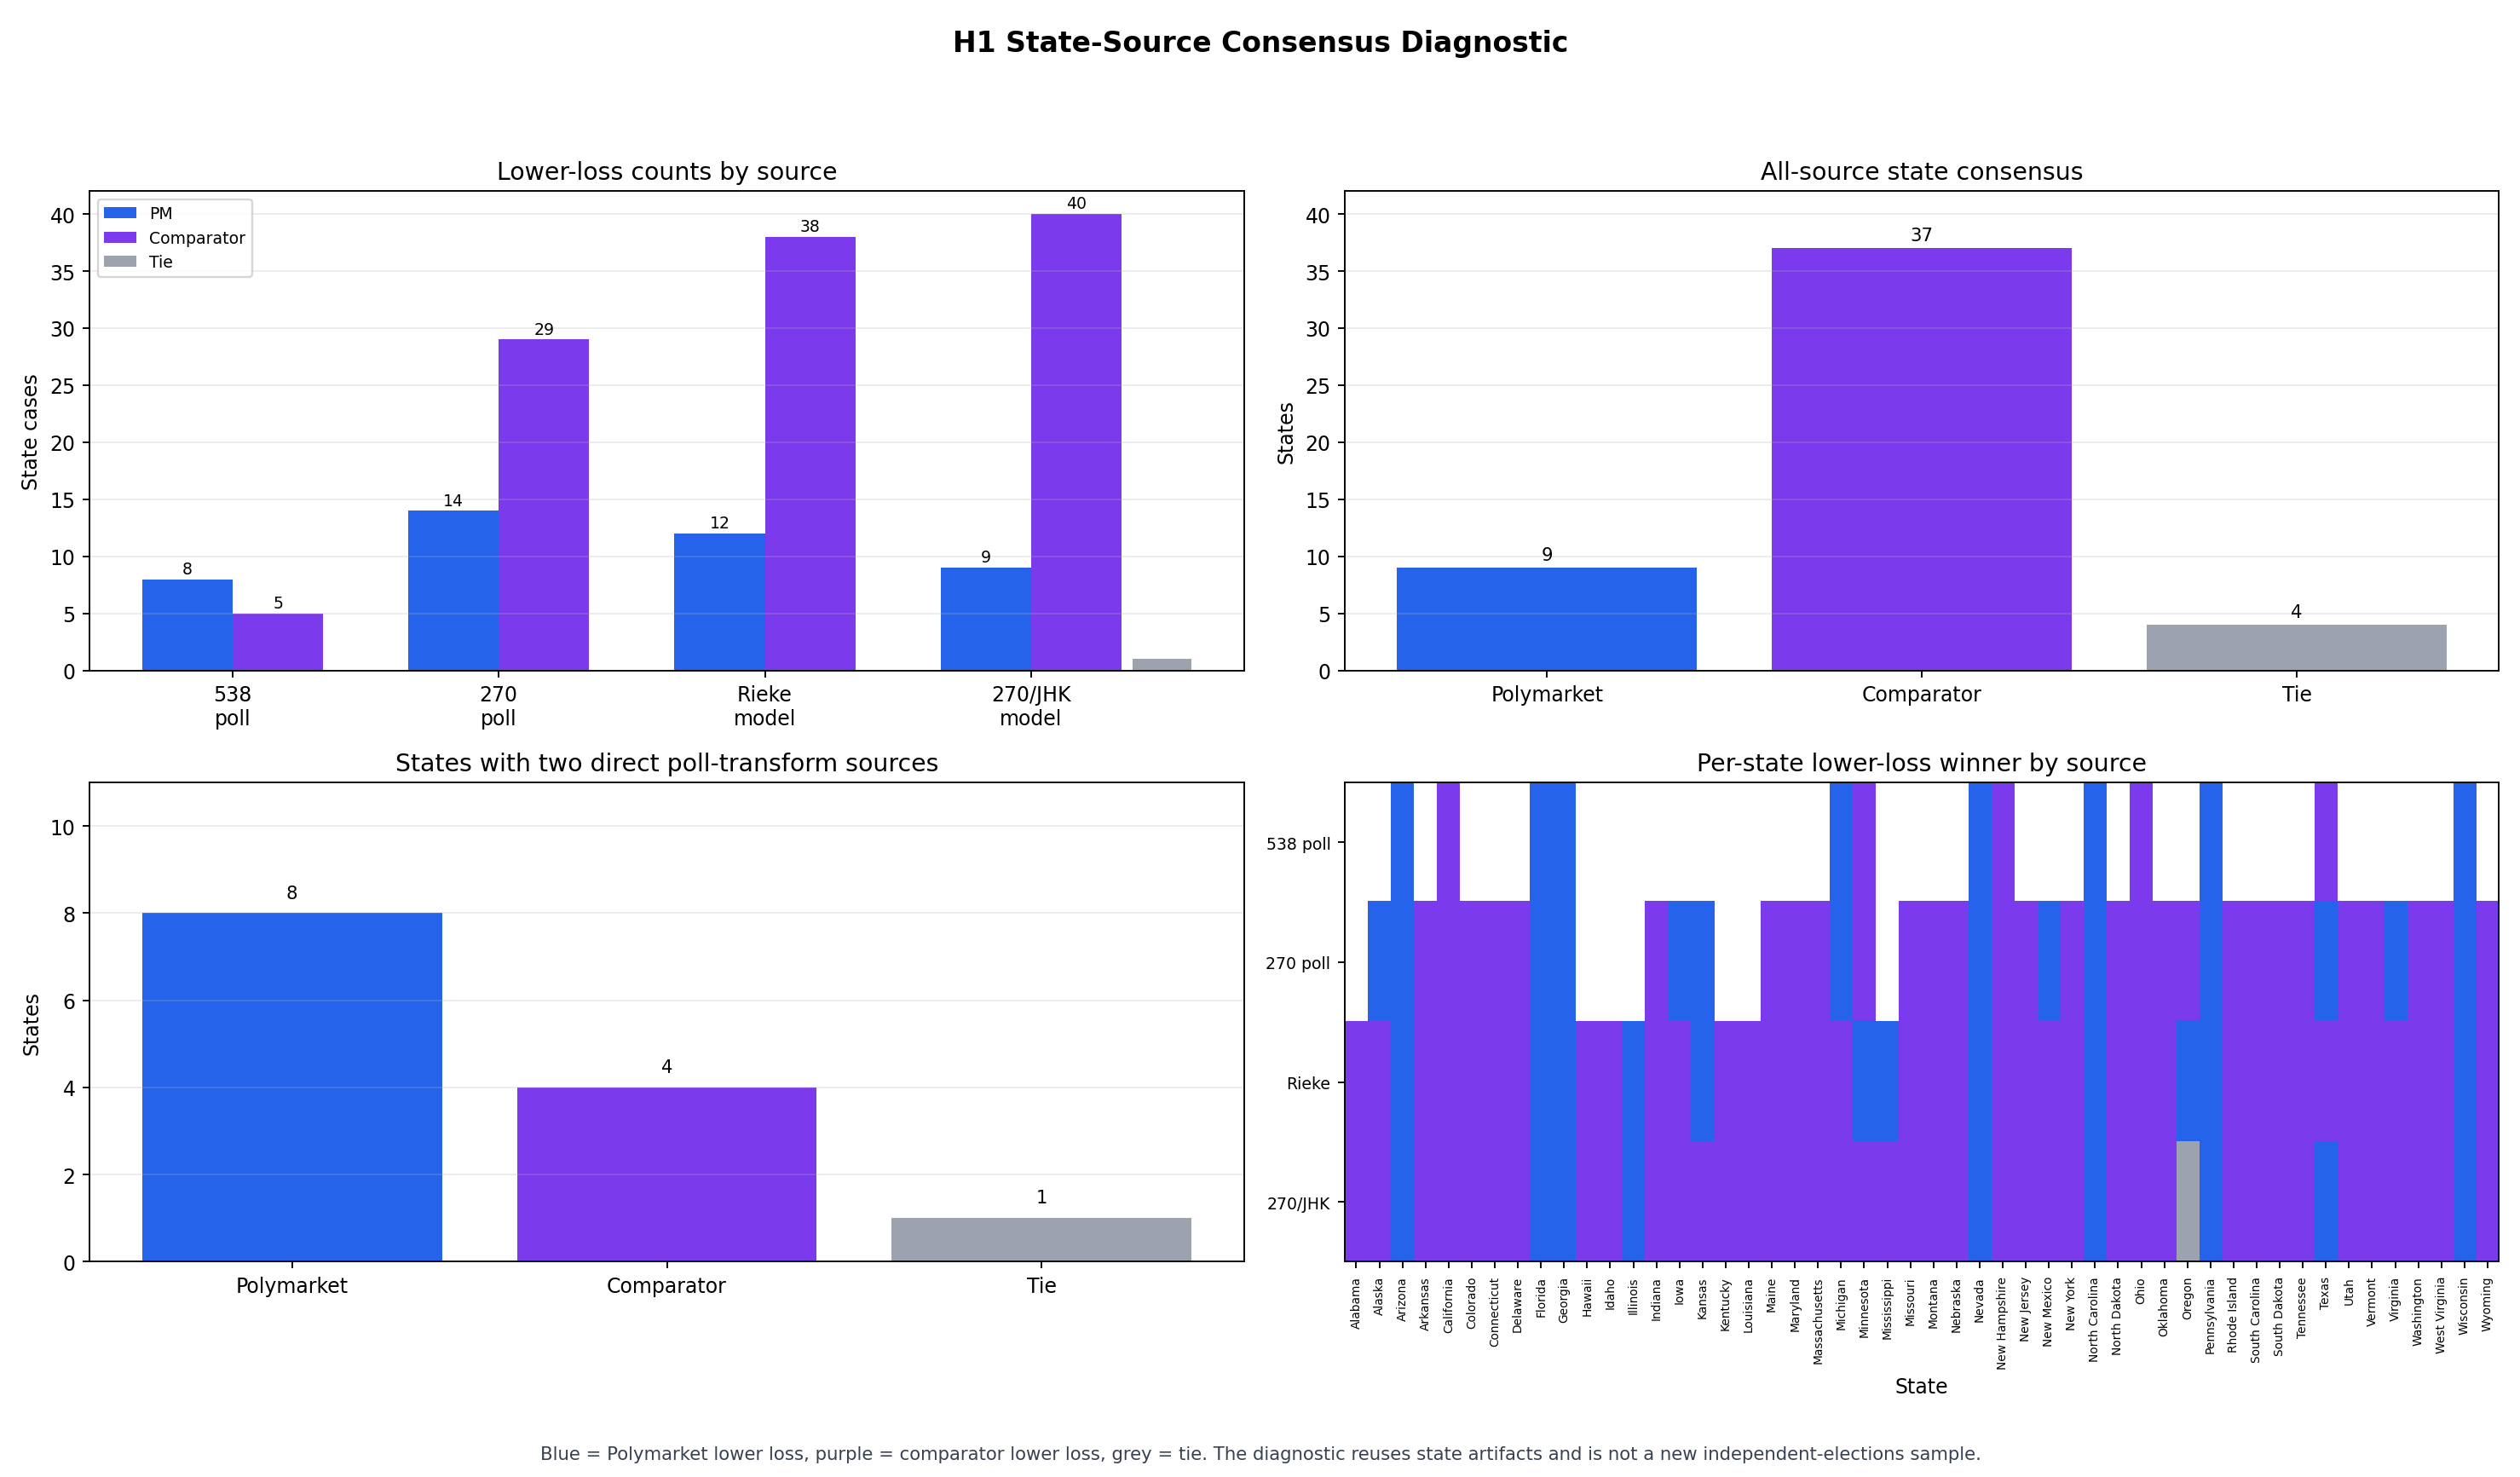 H1 State-Source Consensus Diagnostic
Lower-loss counts by source
PM
Comparator
Tie
State cases
40
35
30
25
20
15
10
5
0
8
5
14
29
12
38
9
40
538
poll
270
poll
Rieke
model
270/JHK
model
All-source state consensus
States
40
35
30
25
20
15
10
5
0
9
37
4
Polymarket
Comparator
Tie
States with two direct poll-transform sources
States
10
8
6
4
2
0
8
4
1
Polymarket
Comparator
Tie
Per-state lower-loss winner by source
538 poll
270 poll
Rieke
270/JHK
Alabama
Alaska
Arizona
Arkansas
California
Colorado
Connecticut
Delaware
Florida
Georgia
Hawaii
Idaho
Illinois
Indiana
Iowa
Kansas
Kentucky
Louisiana
Maine
Maryland
Massachusetts
Michigan
Minnesota
Mississippi
Missouri
Montana
Nebraska
Nevada
New Hampshire
New Jersey
New Mexico
New York
North Carolina
North Dakota
Ohio
Oklahoma
Oregon
Pennsylvania
Rhode Island
South Carolina
South Dakota
Tennessee
Texas
Utah
Vermont
Virginia
Washington
West Virginia
Wisconsin
Wyoming
State
Blue = Polymarket lower loss, purple = comparator lower loss, grey = tie. The diagnostic reuses state artifacts and is not a new independent-elections sample.